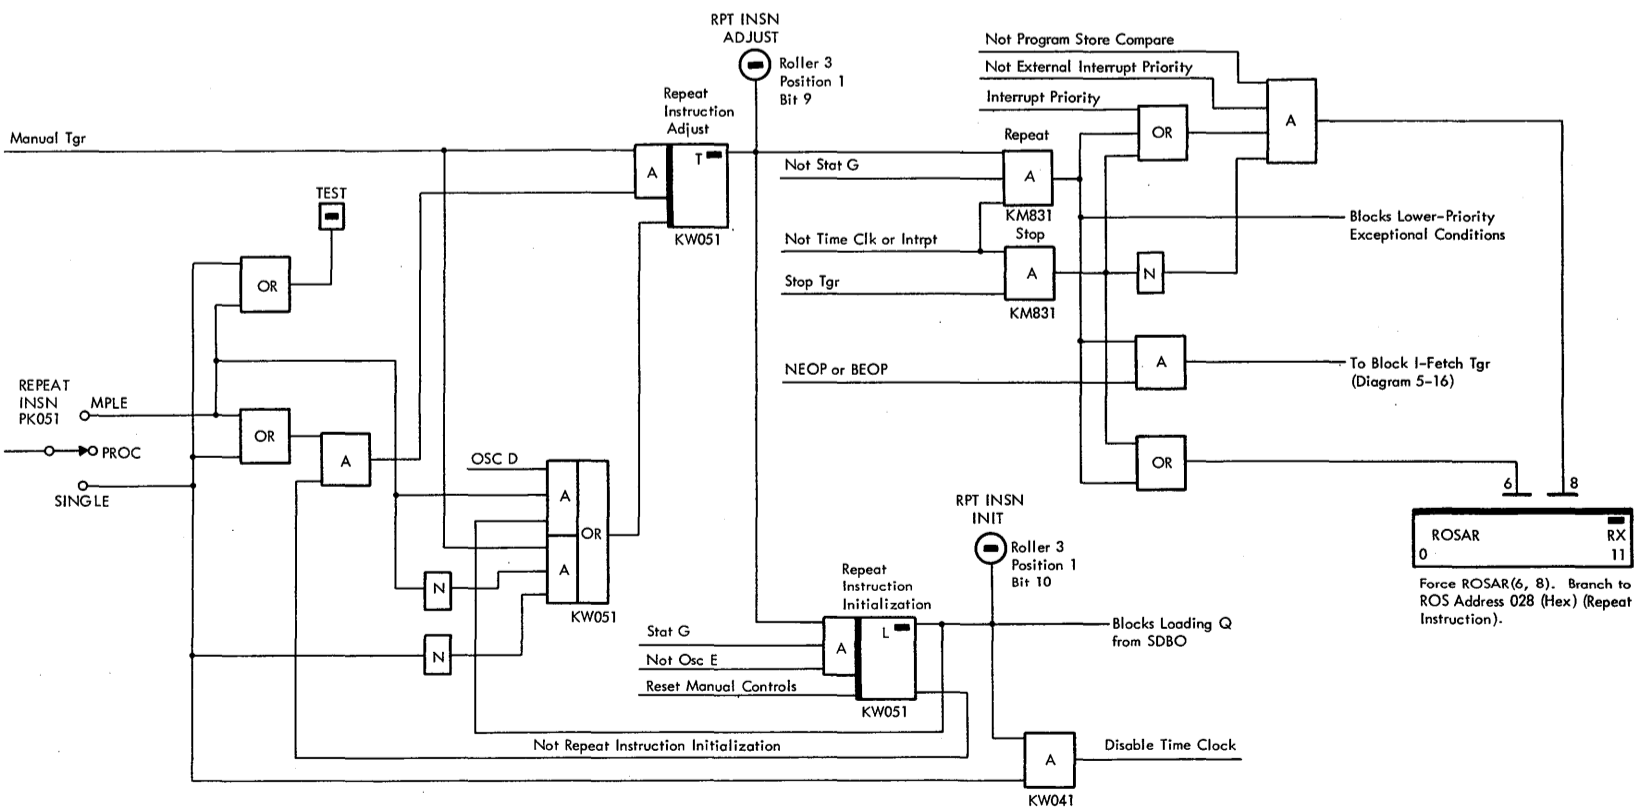 RPT INSN
ADJUST
Roller 3
Position 1
Bit 9
Not Program Store Compare
Not External Interrupt Priority
Interrupt Priority
A
OR
Repeat
Instruction
Adjust
Manual Tgr
T
A
KW051
Repeat
Not Stat G
A
KM831
Stop
Not Time Clk or Intrpt
Stop Tgr
A
KM831
N
Blocks Lower-Priority
Exceptional Conditions
TEST
OR
NEOP or BEOP
A
To Block I-Fetch Tgr
(Diagram 5-16)
REPEAT
INSN
PK051
MPLE
PROC
SINGLE
OR
A
OSC D
A
OR
A
N
KW051
N
OR
6
8
ROSAR
RX
0
11
Force ROSAR(6, 8). Branch to
ROS Address 028 (Hex) (Repeat
Instruction).
RPT INSN
INIT
Roller 3
Position 1
Bit 10
Repeat
Instruction
Initialization
Stat G
Not Osc E
Reset Manual Controls
A
L
KW051
Blocks Loading Q
from SDBO
Not Repeat Instruction Initialization
A
Disable Time Clock
KW041